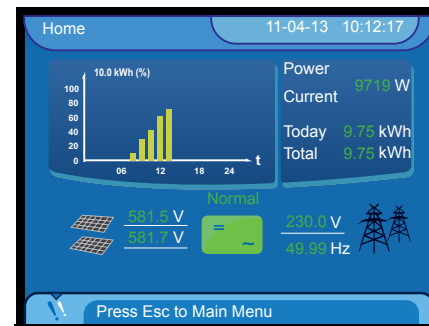 Home 11-04-13 10:12:17
10.0 kWh (%)
100
80
60
40
20
0
06 12 18 24 t
Power
Current 9719 W
Today 9.75 kWh
Total 9.75 kWh
Normal
581.5 V
581.7 V
= ~
230.0 V
49.99 Hz
Press Esc to Main Menu